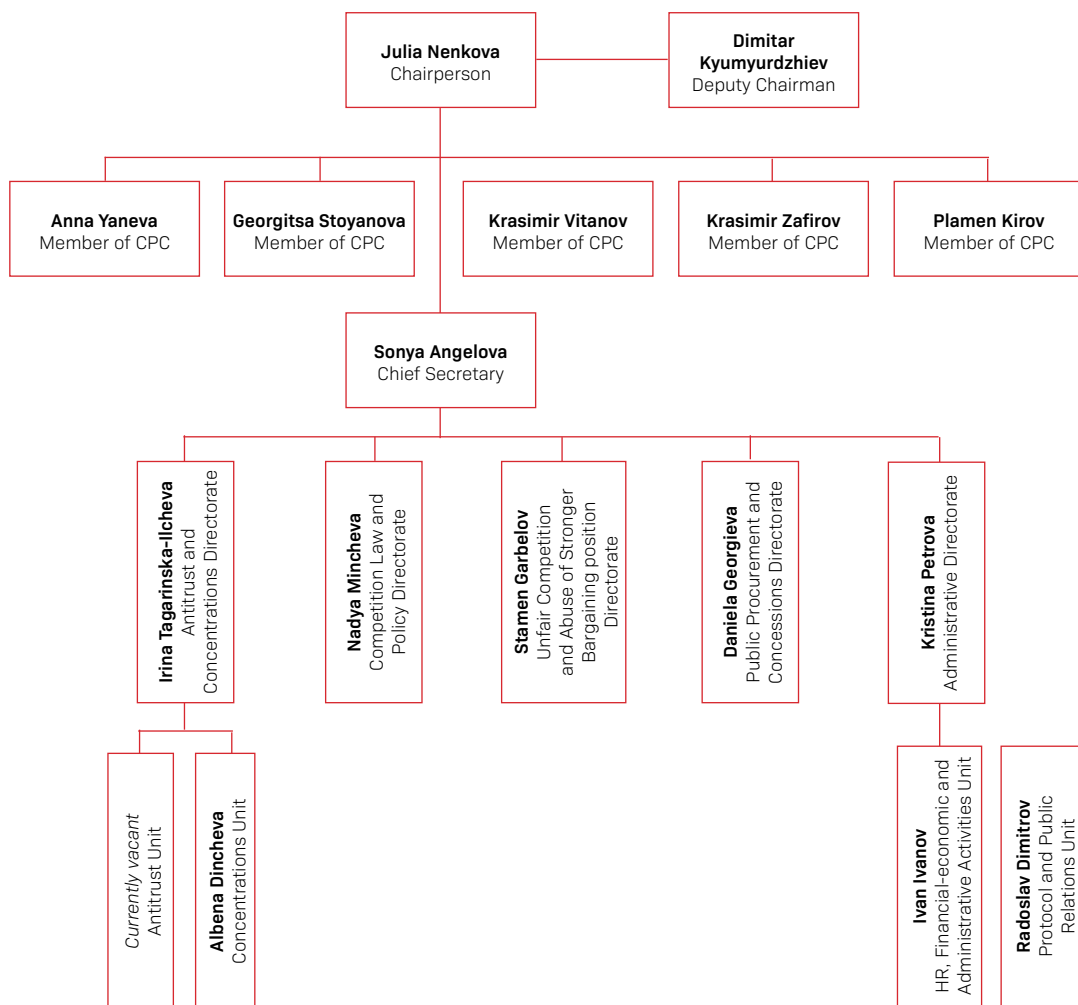 Julia Nenkova
Chairperson
Dimitar
Kyumyurdzhiev
Deputy Chairman
Anna Yaneva
Member of CPC
Georgitsa Stoyanova
Member of CPC
Krasimir Vitanov
Member of CPC
Krasimir Zafirov
Member of CPC
Plamen Kirov
Member of CPC
Sonya Angelova
Chief Secretary
Irina Tagarinska-Ilcheva
Antitrust and
Concentrations Directorate
Nadya Mincheva
Competition Law and
Policy Directorate
Stamen Garbelov
Unfair Competition
and Abuse of Stronger
Bargaining position
Directorate
Daniela Georgieva
Public Procurement and
Concessions Directorate
Kristina Petrova
Administrative Directorate
Currently vacant
Antitrust Unit
Albena Dincheva
Concentrations Unit
Ivan Ivanov
HR, Financial-economic and
Administrative Activities Unit
Radoslav Dimitrov
Protocol and Public
Relations Unit